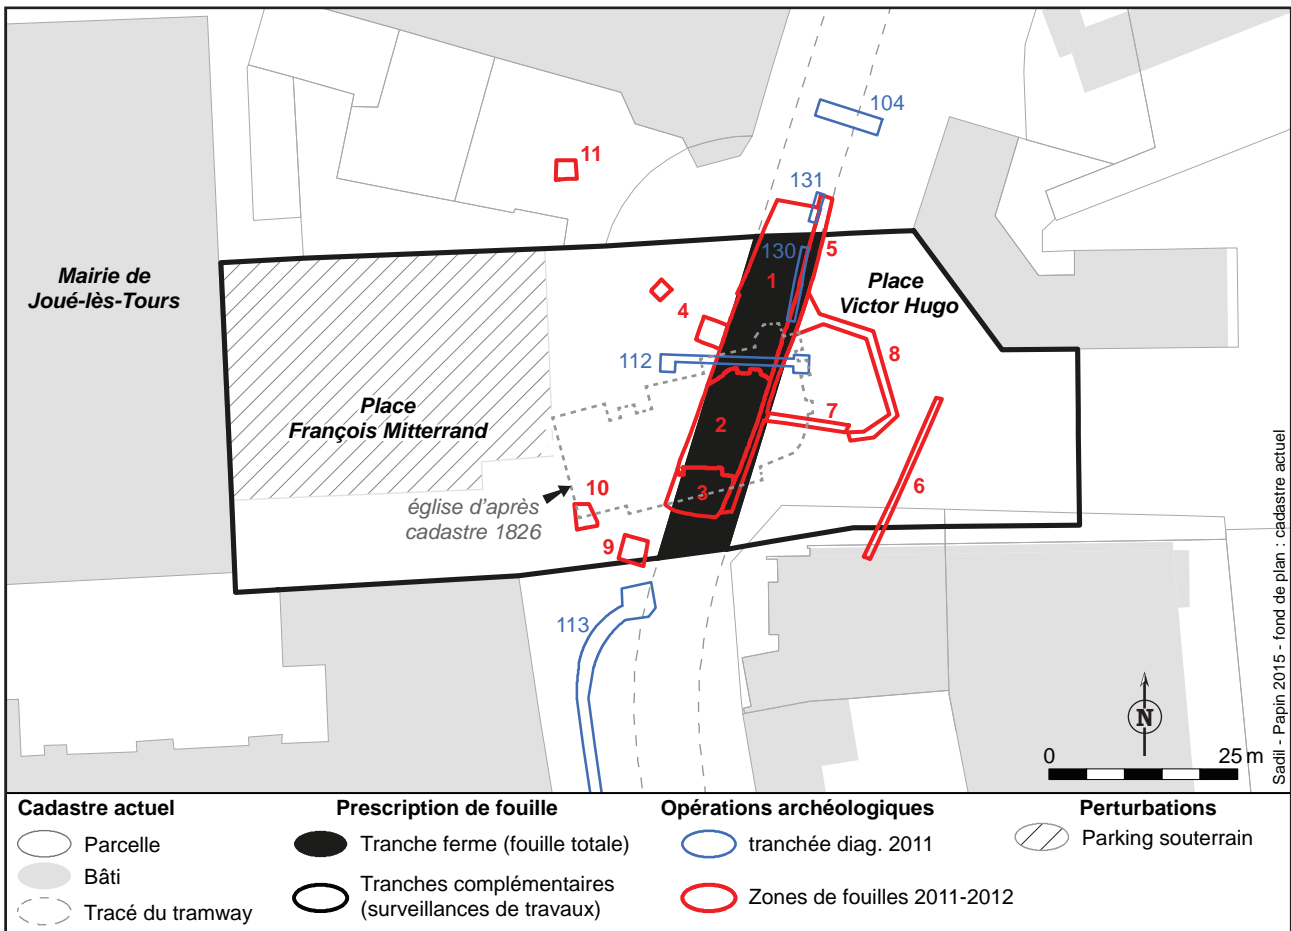 104
11
131
5
130
1
Mairie de
Joué-lès-Tours
Place
Victor Hugo
4
8
112
Place
François Mitterrand
7
2
6
10
3
église d'après
cadastre 1826
9
113
N
0 25 m
Sadil - Papin 2015 - fond de plan : cadastre actuel
Cadastre actuel
Parcelle
Bâti
Tracé du tramway
Prescription de fouille
Tranche ferme (fouille totale)
Tranches complémentaires
(surveillances de travaux)
Opérations archéologiques
tranchée diag. 2011
Zones de fouilles 2011-2012
Perturbations
Parking souterrain